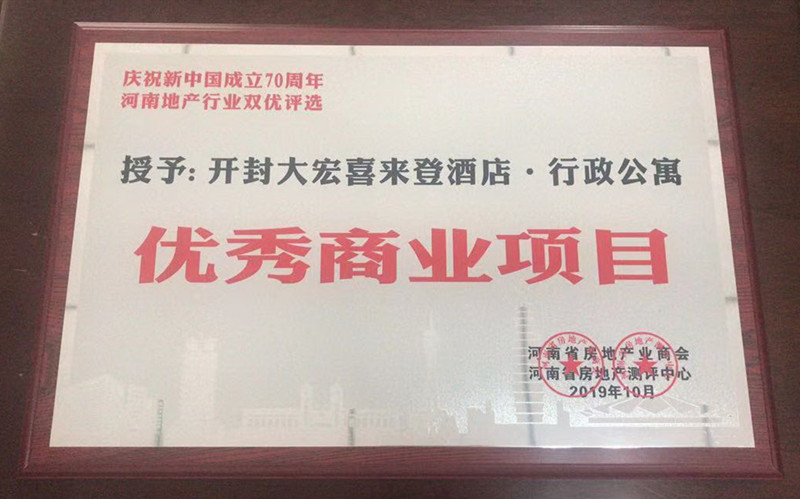 庆祝新中国成立70周年
河南地产行业双优评选
授予: 开封大宏喜来登酒店·行政公寓
优秀商业项目
河南省房地产业商会
河南省房地产测评中心
2019年10月